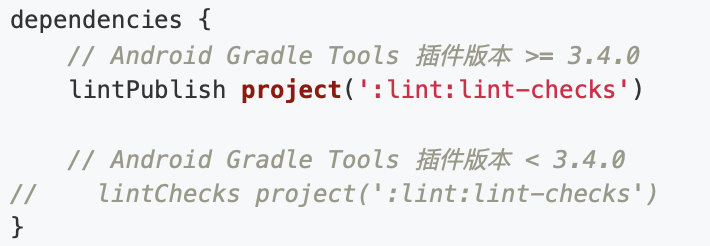 dependencies {
    // Android Gradle Tools 插件版本 >= 3.4.0
    lintPublish project(':lint:lint-checks')
    // Android Gradle Tools 插件版本 < 3.4.0
//    lintChecks project(':lint:lint-checks')
}